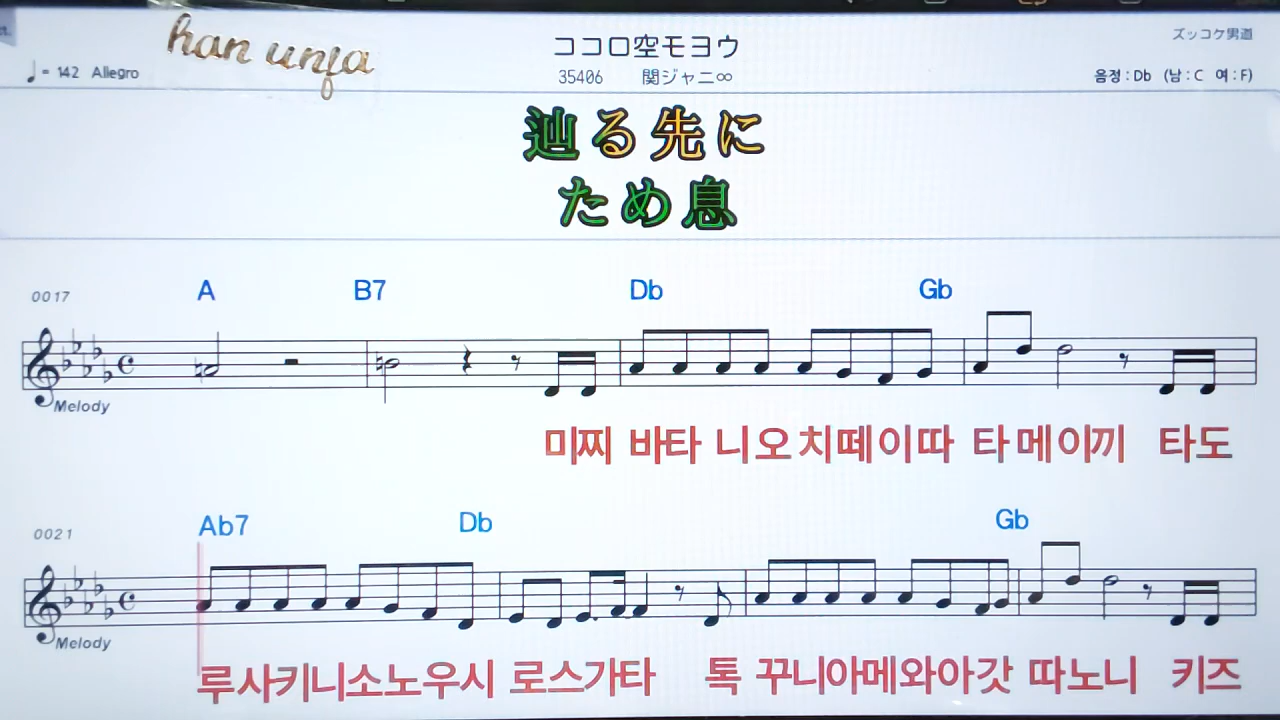 han unja
ココロ空モヨウ
ズッコケ男道
♩= 142 Allegro
35406 関ジャニ∞
음정 : Db (남 : C 여 : F)
辿る先に
ため息
0017 A B7 Db Gb
Melody
미찌 바타 니오 치떼이따 타메이끼 타도
0021 Ab7 Db Gb
Melody
루사키니소노우시 로스가타 톡 꾸니아메와아갓 따노니 키즈